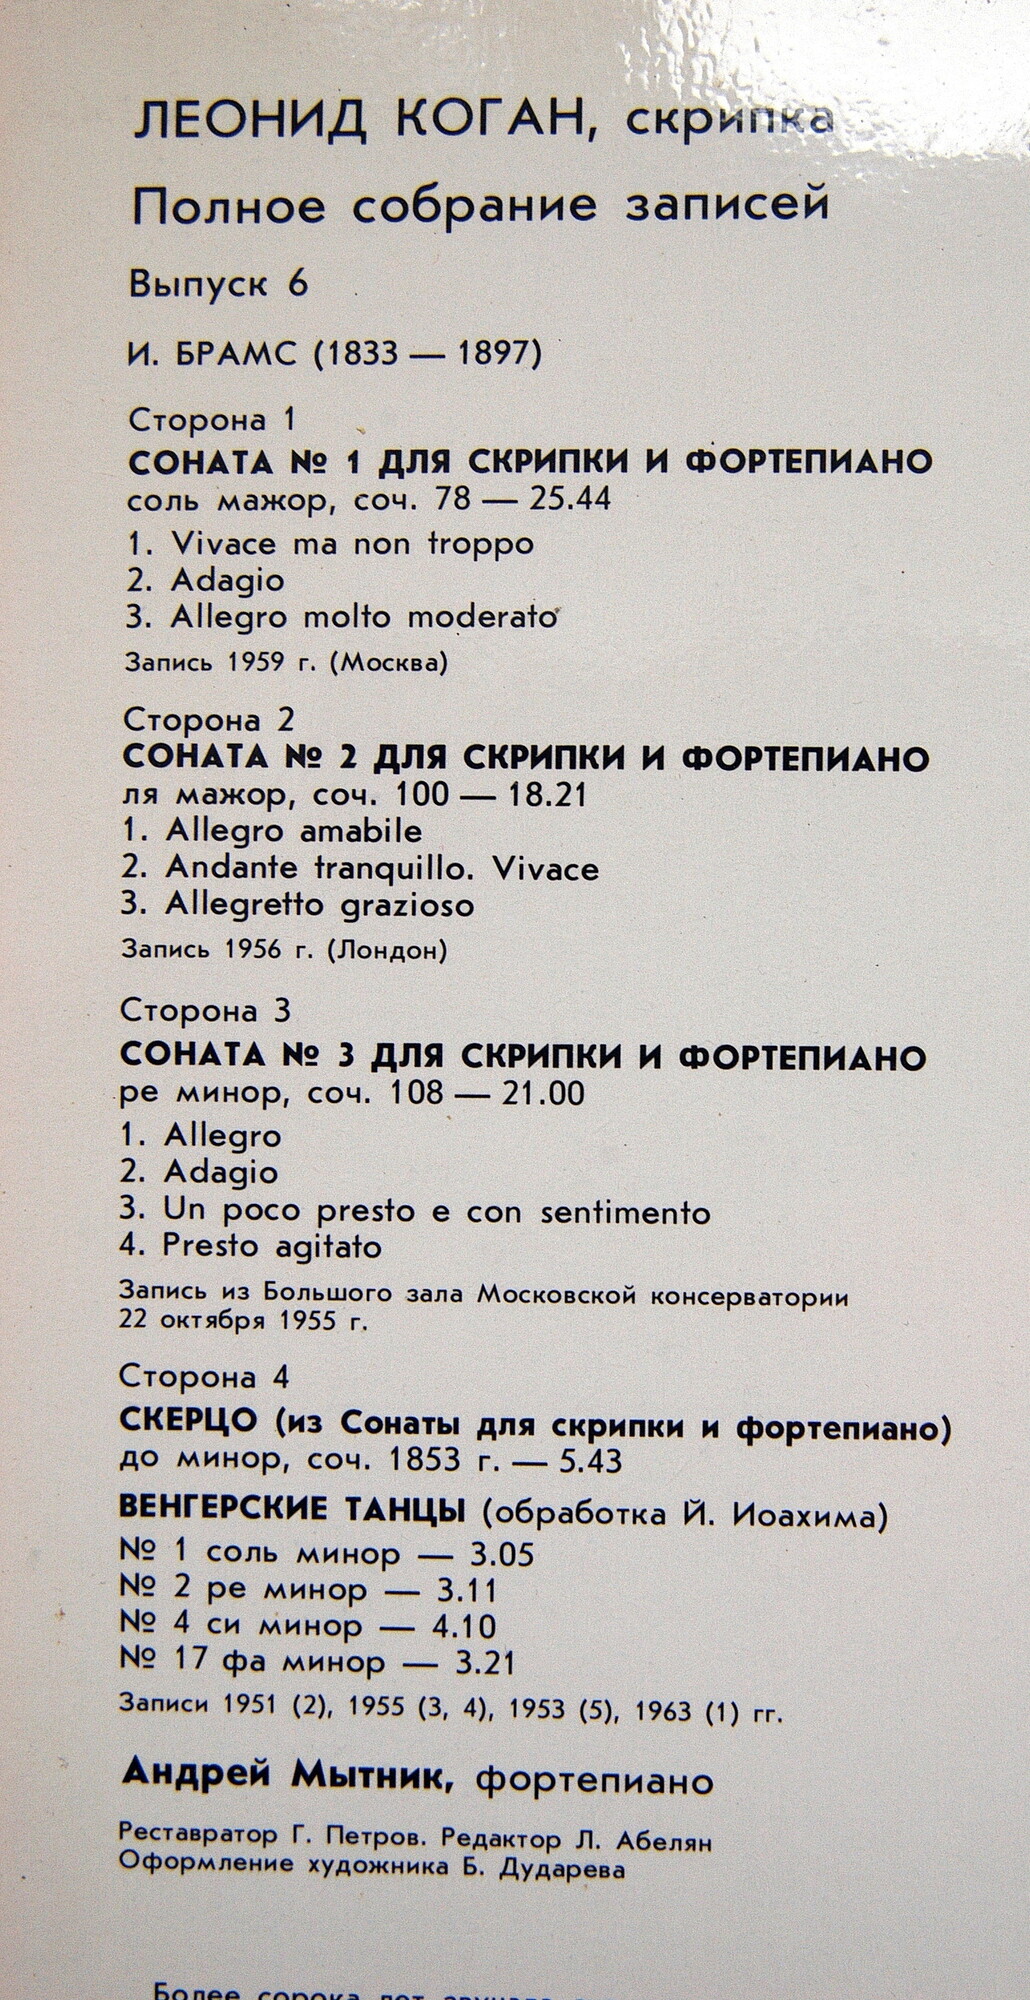 ЛЕОНИД КОГАН, скрипка
Полное собрание записей
Выпуск 6
И. БРАМС (1833 — 1897)
Сторона 1
СОНАТА № 1 ДЛЯ СКРИПКИ И ФОРТЕПИАНО
соль мажор, соч. 78 — 25.44
1. Vivace ma non troppo
2. Adagio
3. Allegro molto moderato
Запись 1959 г. (Москва)
Сторона 2
СОНАТА № 2 ДЛЯ СКРИПКИ И ФОРТЕПИАНО
ля мажор, соч. 100 — 18.21
1. Allegro amabile
2. Andante tranquillo. Vivace
3. Allegretto grazioso
Запись 1956 г. (Лондон)
Сторона 3
СОНАТА № 3 ДЛЯ СКРИПКИ И ФОРТЕПИАНО
ре минор, соч. 108 — 21.00
1. Allegro
2. Adagio
3. Un poco presto e con sentimento
4. Presto agitato
Запись из Большого зала Московской консерватории
22 октября 1955 г.
Сторона 4
СКЕРЦО (из Сонаты для скрипки и фортепиано)
до минор, соч. 1853 г. — 5.43
ВЕНГЕРСКИЕ ТАНЦЫ (обработка Й. Иоахима)
№ 1 соль минор — 3.05
№ 2 ре минор — 3.11
№ 4 си минор — 4.10
№ 17 фа минор — 3.21
Записи 1951 (2), 1955 (3, 4), 1953 (5), 1963 (1) гг.
Андрей Мытник, фортепиано
Реставратор Г. Петров. Редактор Л. Абелян
Оформление художника Б. Дударева
Более сорока лет